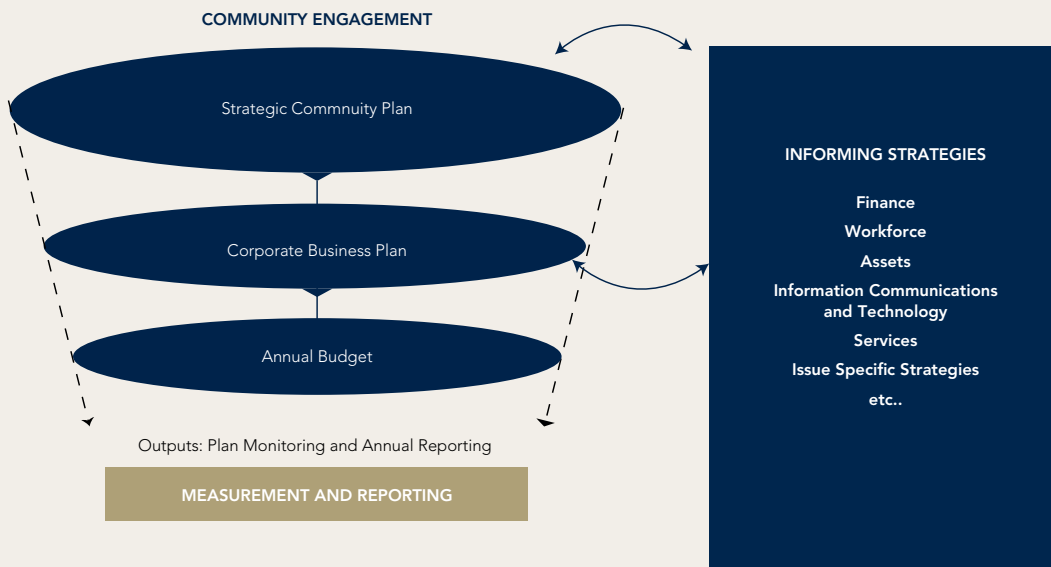 COMMUNITY ENGAGEMENT
Strategic Commnuity Plan
Corporate Business Plan
Annual Budget
Outputs: Plan Monitoring and Annual Reporting
MEASUREMENT AND REPORTING
INFORMING STRATEGIES
Finance
Workforce
Assets
Information Communications
and Technology
Services
Issue Specific Strategies
etc..